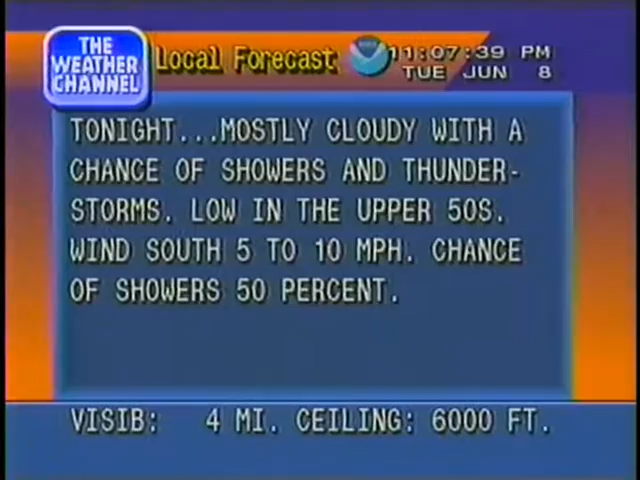 THE
WEATHER
CHANNEL
Local Forecast
11:07:39 PM
TUE JUN 8
TONIGHT...MOSTLY CLOUDY WITH A
CHANCE OF SHOWERS AND THUNDER-
STORMS. LOW IN THE UPPER 50S.
WIND SOUTH 5 TO 10 MPH. CHANCE
OF SHOWERS 50 PERCENT.
VISIB: 4 MI. CEILING: 6000 FT.